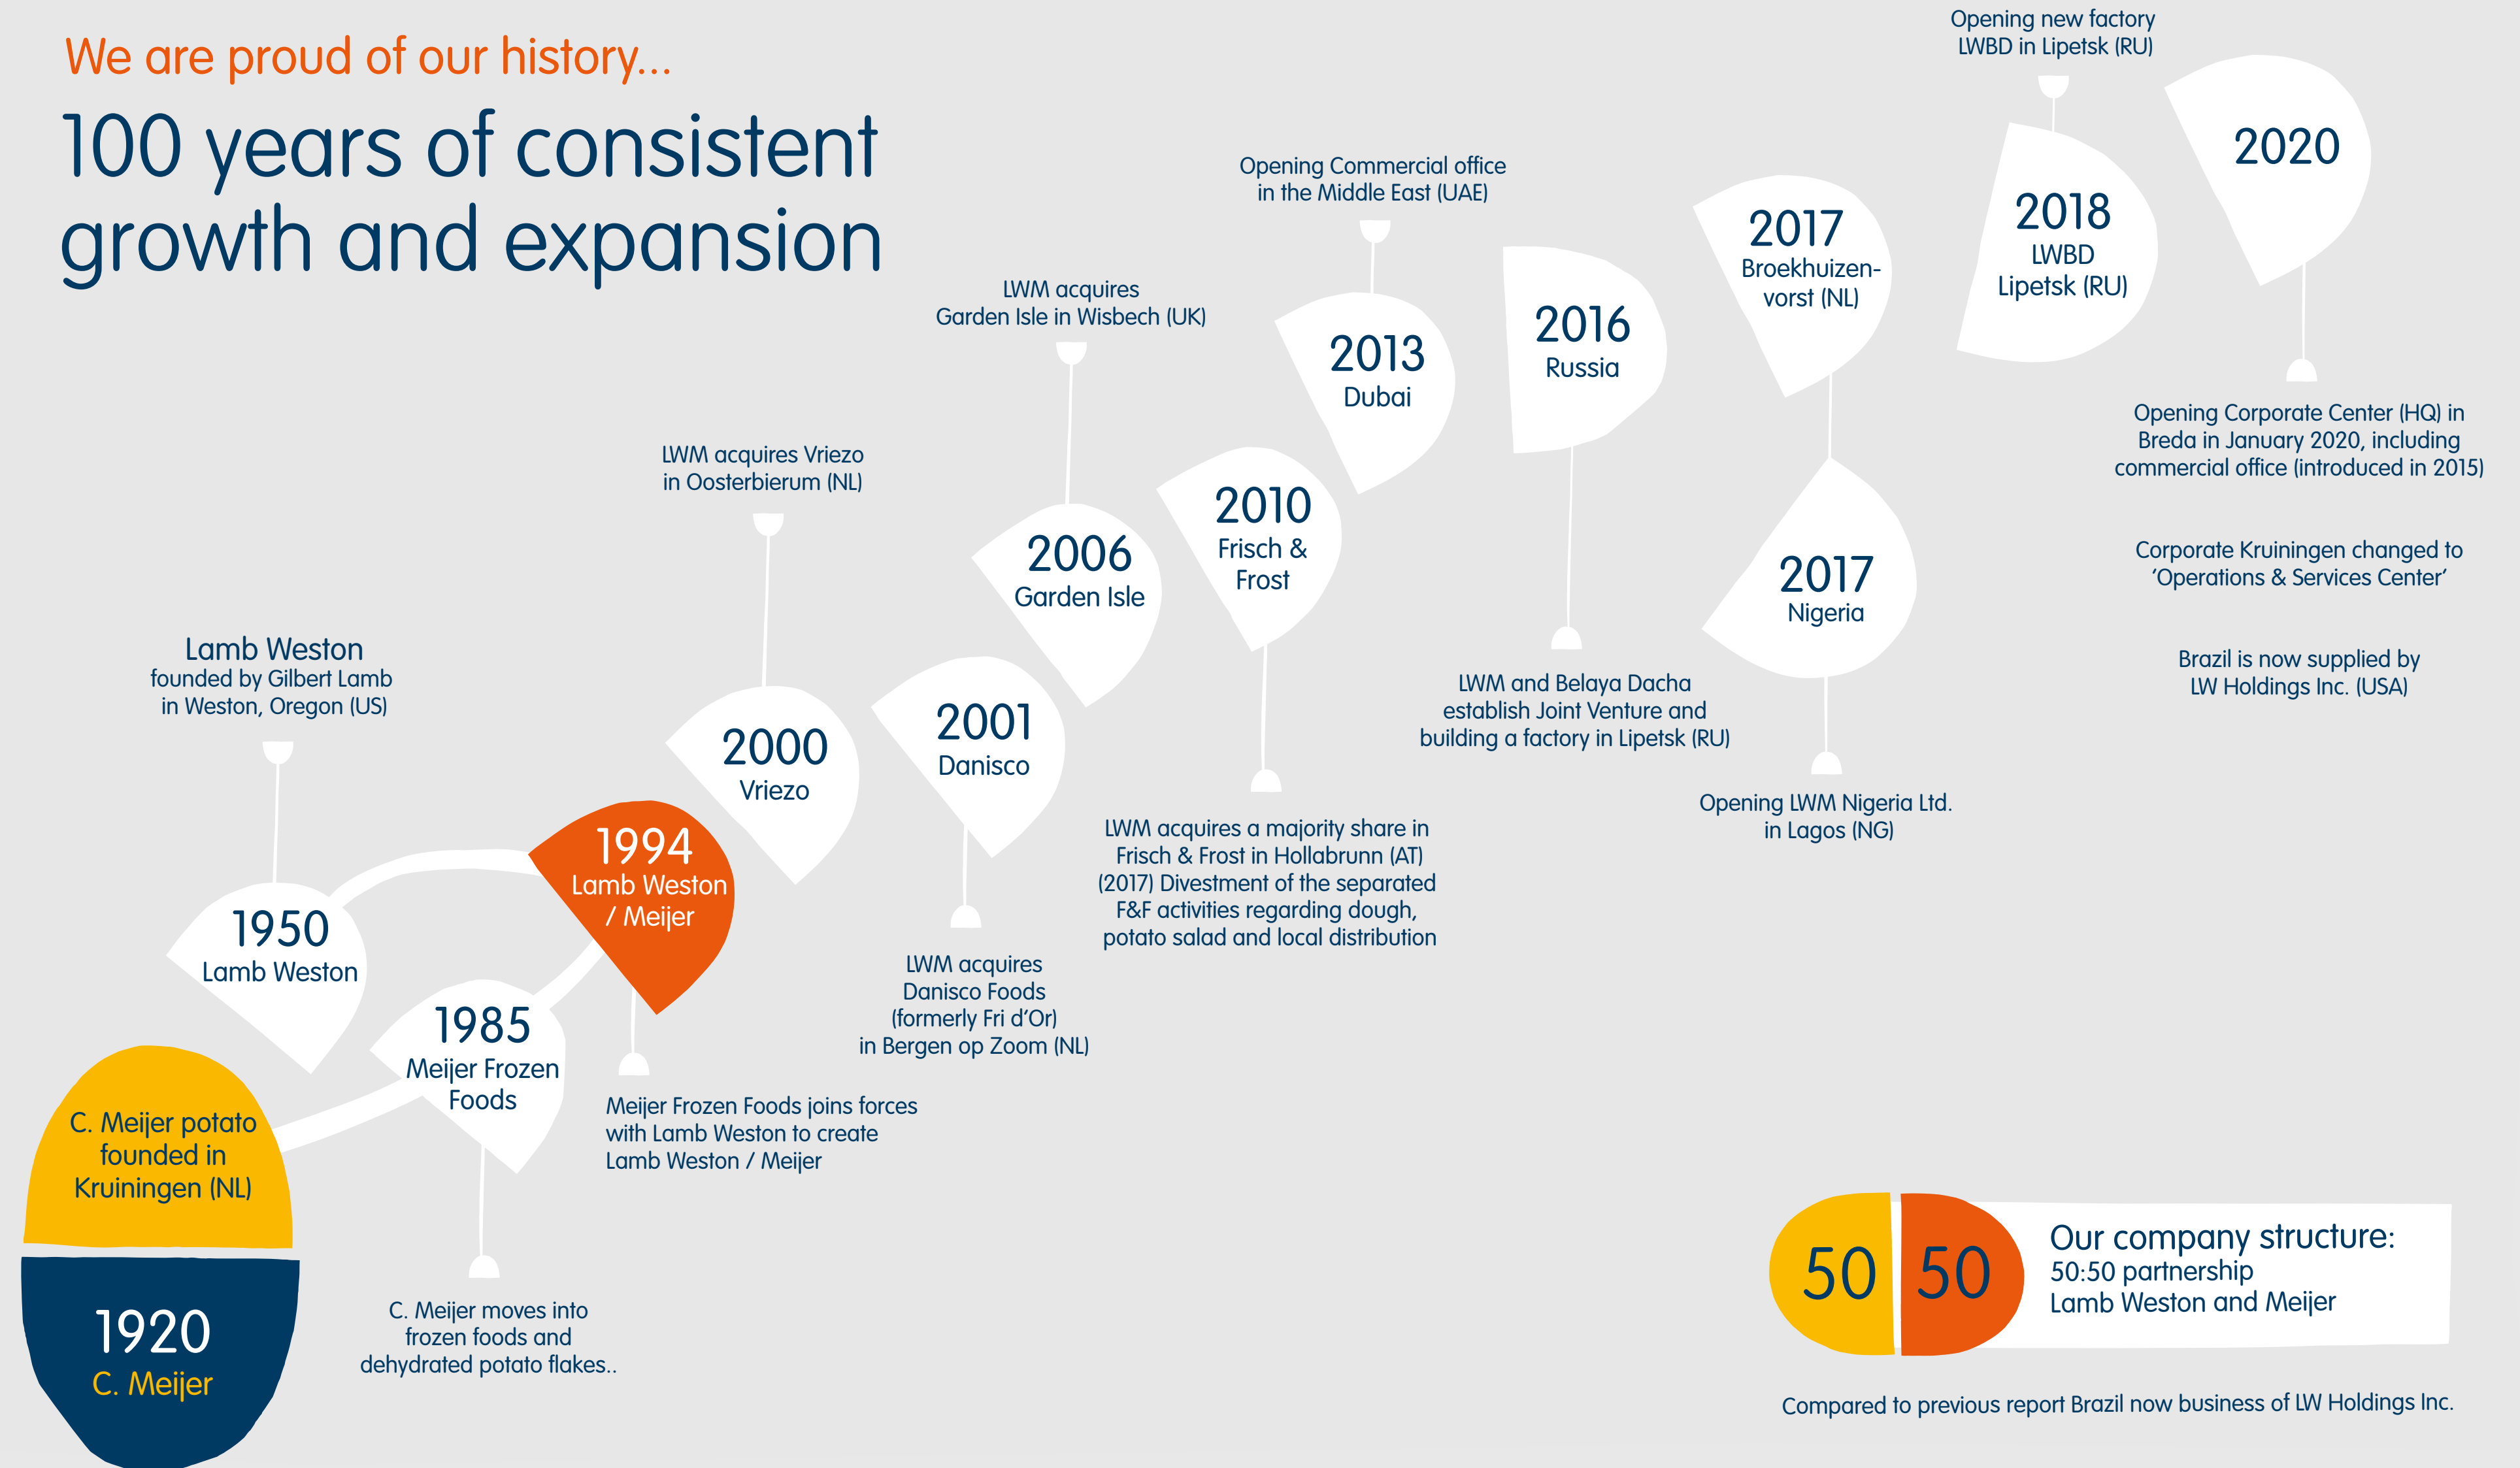 We are proud of our history...
100 years of consistent
growth and expansion
C. Meijer potato
founded in
Kruiningen (NL)
1920
C. Meijer
Lamb Weston
founded by Gilbert Lamb
in Weston, Oregon (US)
1950
Lamb Weston
1985
Meijer Frozen
Foods
C. Meijer moves into
frozen foods and
dehydrated potato flakes..
1994
Lamb Weston
/ Meijer
Meijer Frozen Foods joins forces
with Lamb Weston to create
Lamb Weston / Meijer
LWM acquires Vriezo
in Oosterbierum (NL)
2000
Vriezo
2001
Danisco
LWM acquires
Danisco Foods
(formerly Fri d'Or)
in Bergen op Zoom (NL)
LWM acquires
Garden Isle in Wisbech (UK)
2006
Garden Isle
2010
Frisch &
Frost
LWM acquires a majority share in
Frisch & Frost in Hollabrunn (AT)
(2017) Divestment of the separated
F&F activities regarding dough,
potato salad and local distribution
Opening Commercial office
in the Middle East (UAE)
2013
Dubai
2016
Russia
LWM and Belaya Dacha
establish Joint Venture and
building a factory in Lipetsk (RU)
2017
Broekhuizen-
vorst (NL)
2017
Nigeria
Opening LWM Nigeria Ltd.
in Lagos (NG)
Opening new factory
LWBD in Lipetsk (RU)
2018
LWBD
Lipetsk (RU)
2020
Opening Corporate Center (HQ) in
Breda in January 2020, including
commercial office (introduced in 2015)
Corporate Kruiningen changed to
'Operations & Services Center'
Brazil is now supplied by
LW Holdings Inc. (USA)
50 50
Our company structure:
50:50 partnership
Lamb Weston and Meijer
Compared to previous report Brazil now business of LW Holdings Inc.